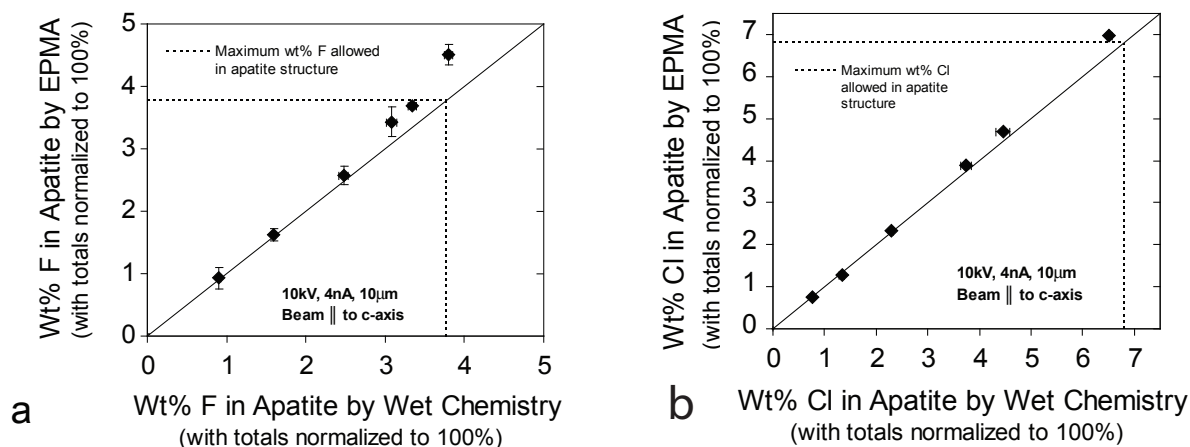 Wt% F in Apatite by EPMA
(with totals normalized to 100%)
5
4
3
2
1
0
Maximum wt% F allowed
in apatite structure
10kV, 4nA, 10μm
Beam || to c-axis
0 1 2 3 4 5
a
Wt% F in Apatite by Wet Chemistry
(with totals normalized to 100%)
Wt% Cl in Apatite by EPMA
(with totals normalized to 100%)
7
6
5
4
3
2
1
0
Maximum wt% Cl
allowed in apatite
structure
10kV, 4nA, 10μm
Beam || to c-axis
0 1 2 3 4 5 6 7
b
Wt% Cl in Apatite by Wet Chemistry
(with totals normalized to 100%)